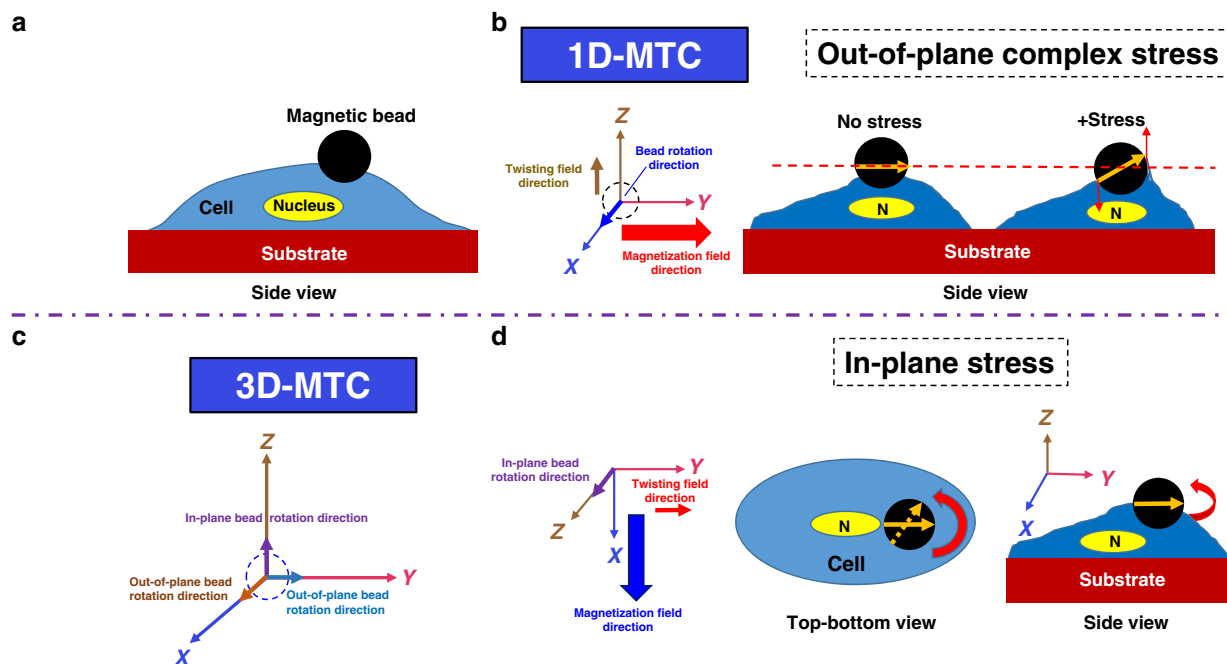 a
Magnetic bead
Cell
Nucleus
Substrate
Side view
b
1D-MTC
Out-of-plane complex stress
Z
Twisting field
direction
Bead rotation
direction
Y
X
Magnetization field
direction
No stress
+Stress
N
N
Substrate
Side view
c
3D-MTC
Z
In-plane bead rotation direction
Out-of-plane bead
rotation direction
Y
Out-of-plane bead
rotation direction
X
d
In-plane stress
In-plane bead
rotation direction
Y
Twisting field
direction
Z
X
Magnetization field
direction
N
Cell
Top-bottom view
Z
Y
X
N
Substrate
Side view